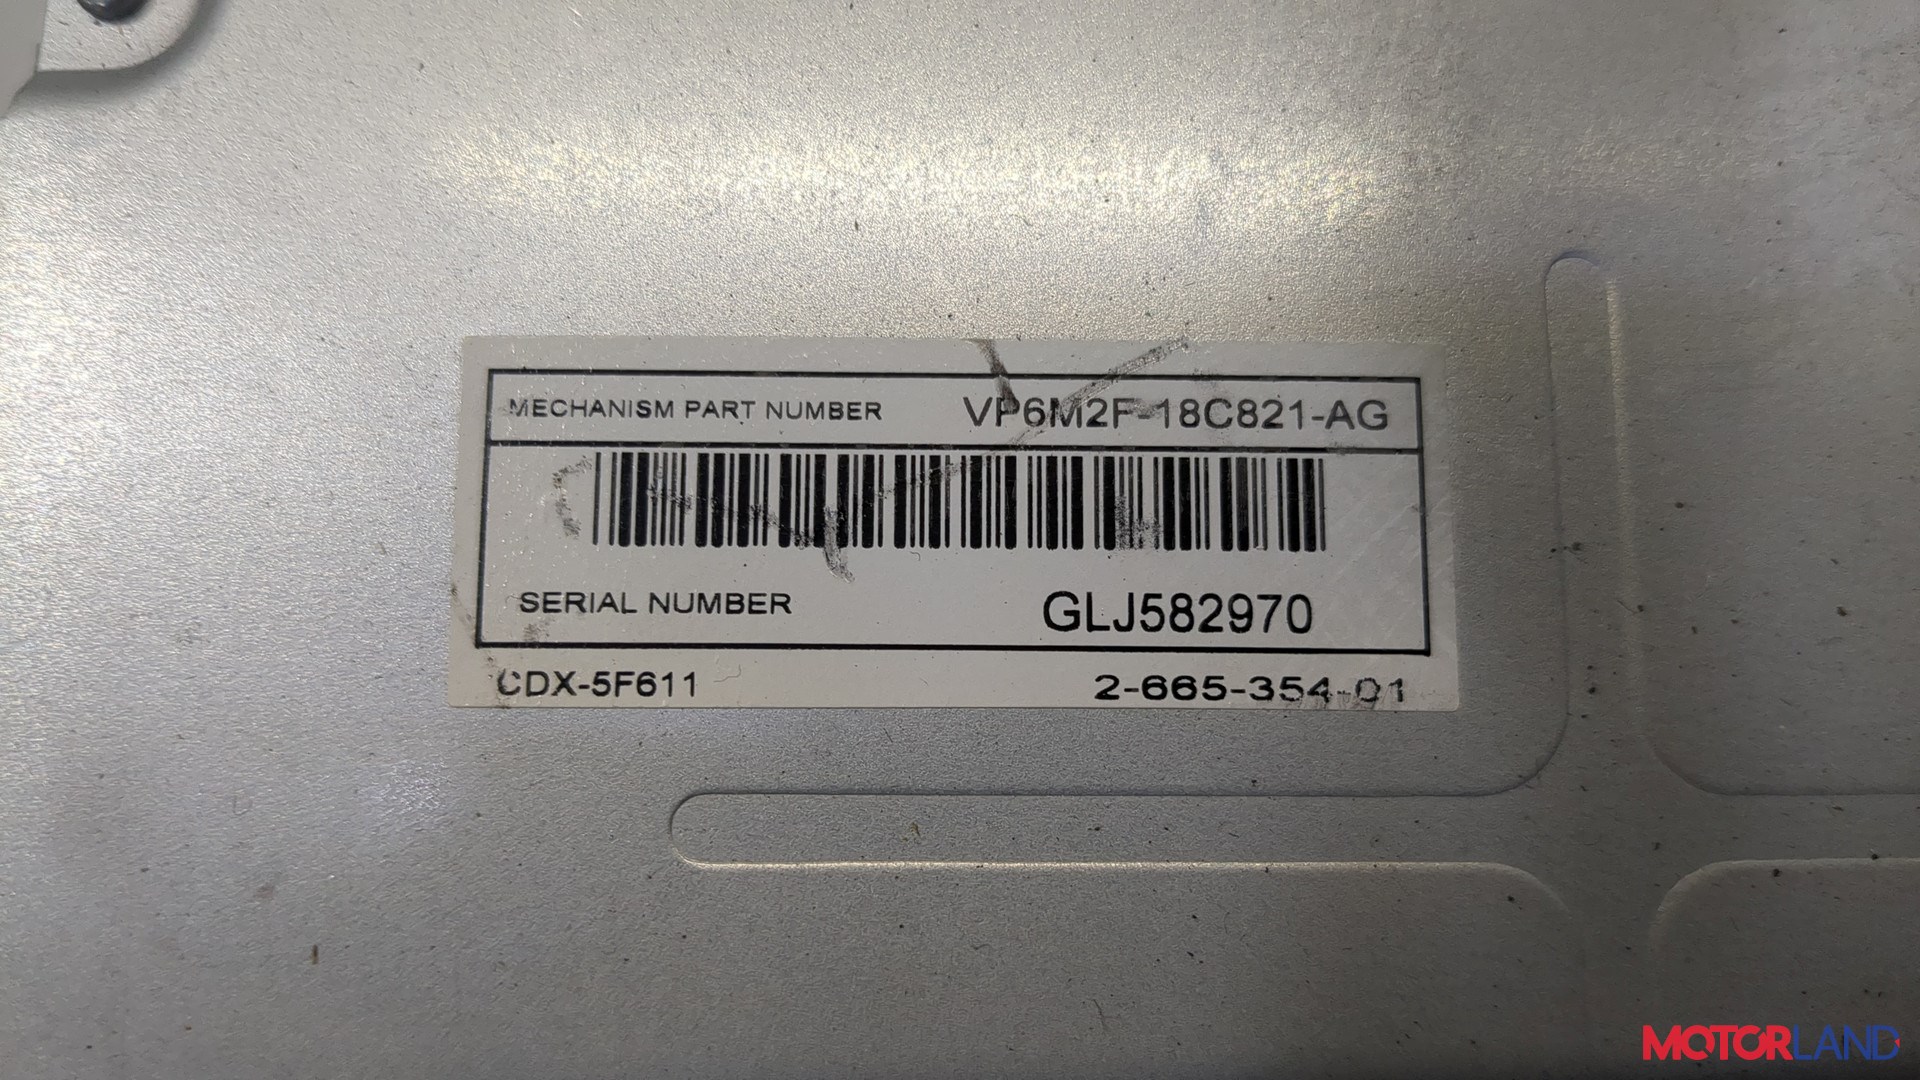 MECHANISM PART NUMBER VP6M2F-18C821-AG
SERIAL NUMBER GLJ582970
CDX-5F611 2-665-354-01
MOTORLAND